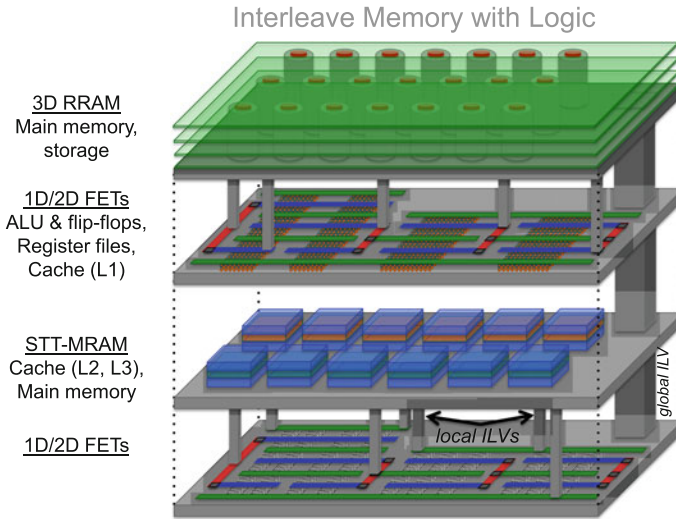 Interleave Memory with Logic
3D RRAM
Main memory,
storage
1D/2D FETs
ALU & flip-flops,
Register files,
Cache (L1)
STT-MRAM
Cache (L2, L3),
Main memory
global ILV
local ILVs
1D/2D FETs